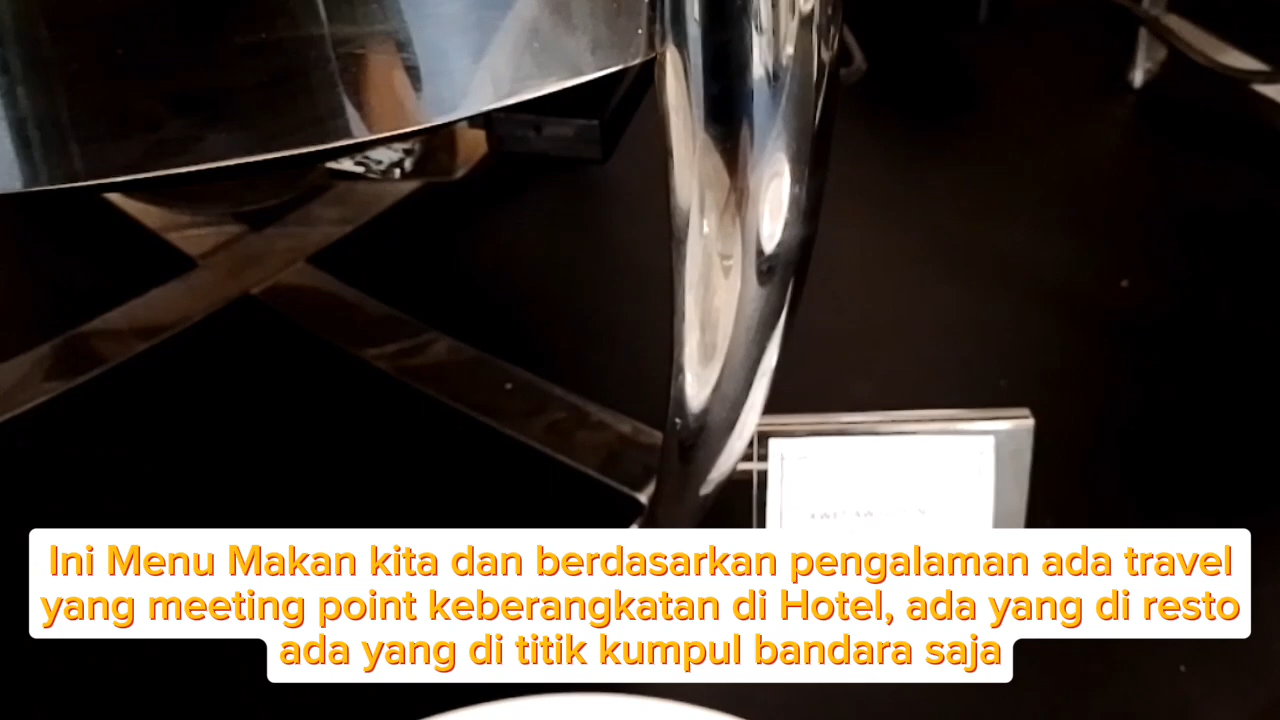 Ini Menu Makan kita dan berdasarkan pengalaman ada travel
yang meeting point keberangkatan di Hotel, ada yang di resto
ada yang di titik kumpul bandara saja